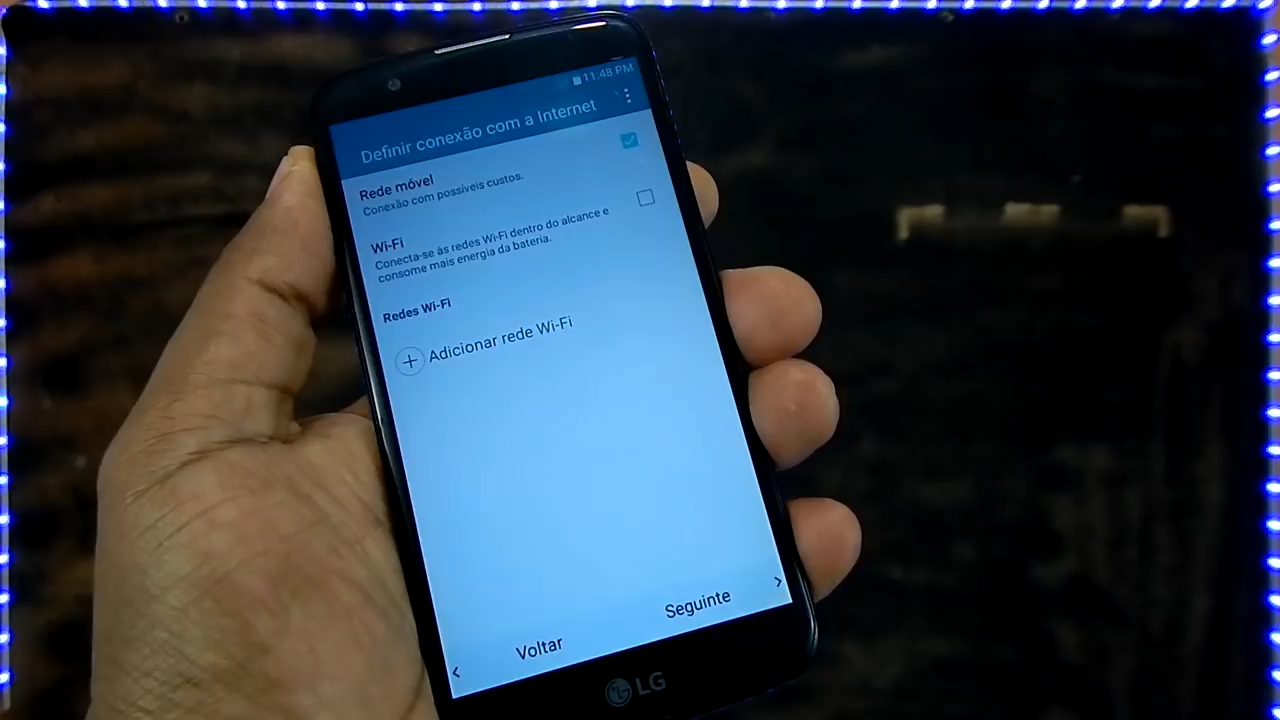 11:48 PM
Definir conexão com a Internet
Rede móvel
Conexão com possíveis custos.
Wi-Fi
Conecta-se às redes Wi-Fi dentro do alcance e
consome mais energia da bateria.
Redes Wi-Fi
Adicionar rede Wi-Fi
Voltar
Seguinte
LG